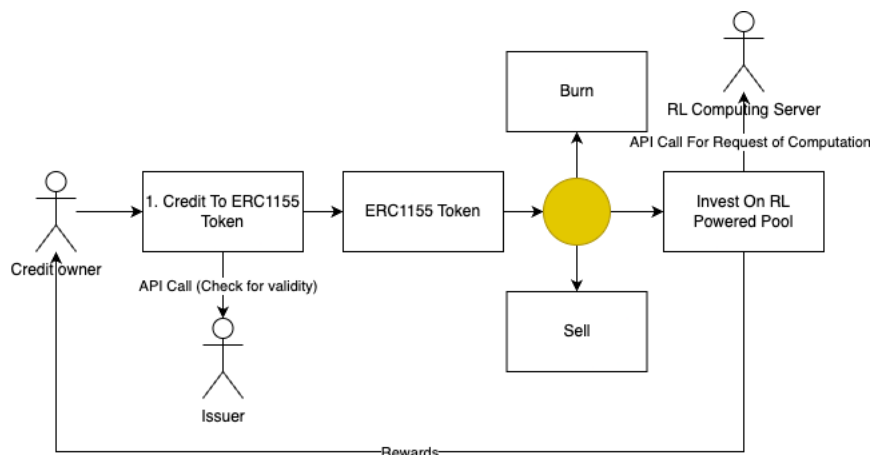 Burn
RL Computing Server
API Call For Request of Computation
1. Credit To ERC1155
Token
ERC1155 Token
Invest On RL
Powered Pool
Credit owner
API Call (Check for validity)
Sell
Issuer
Rewards